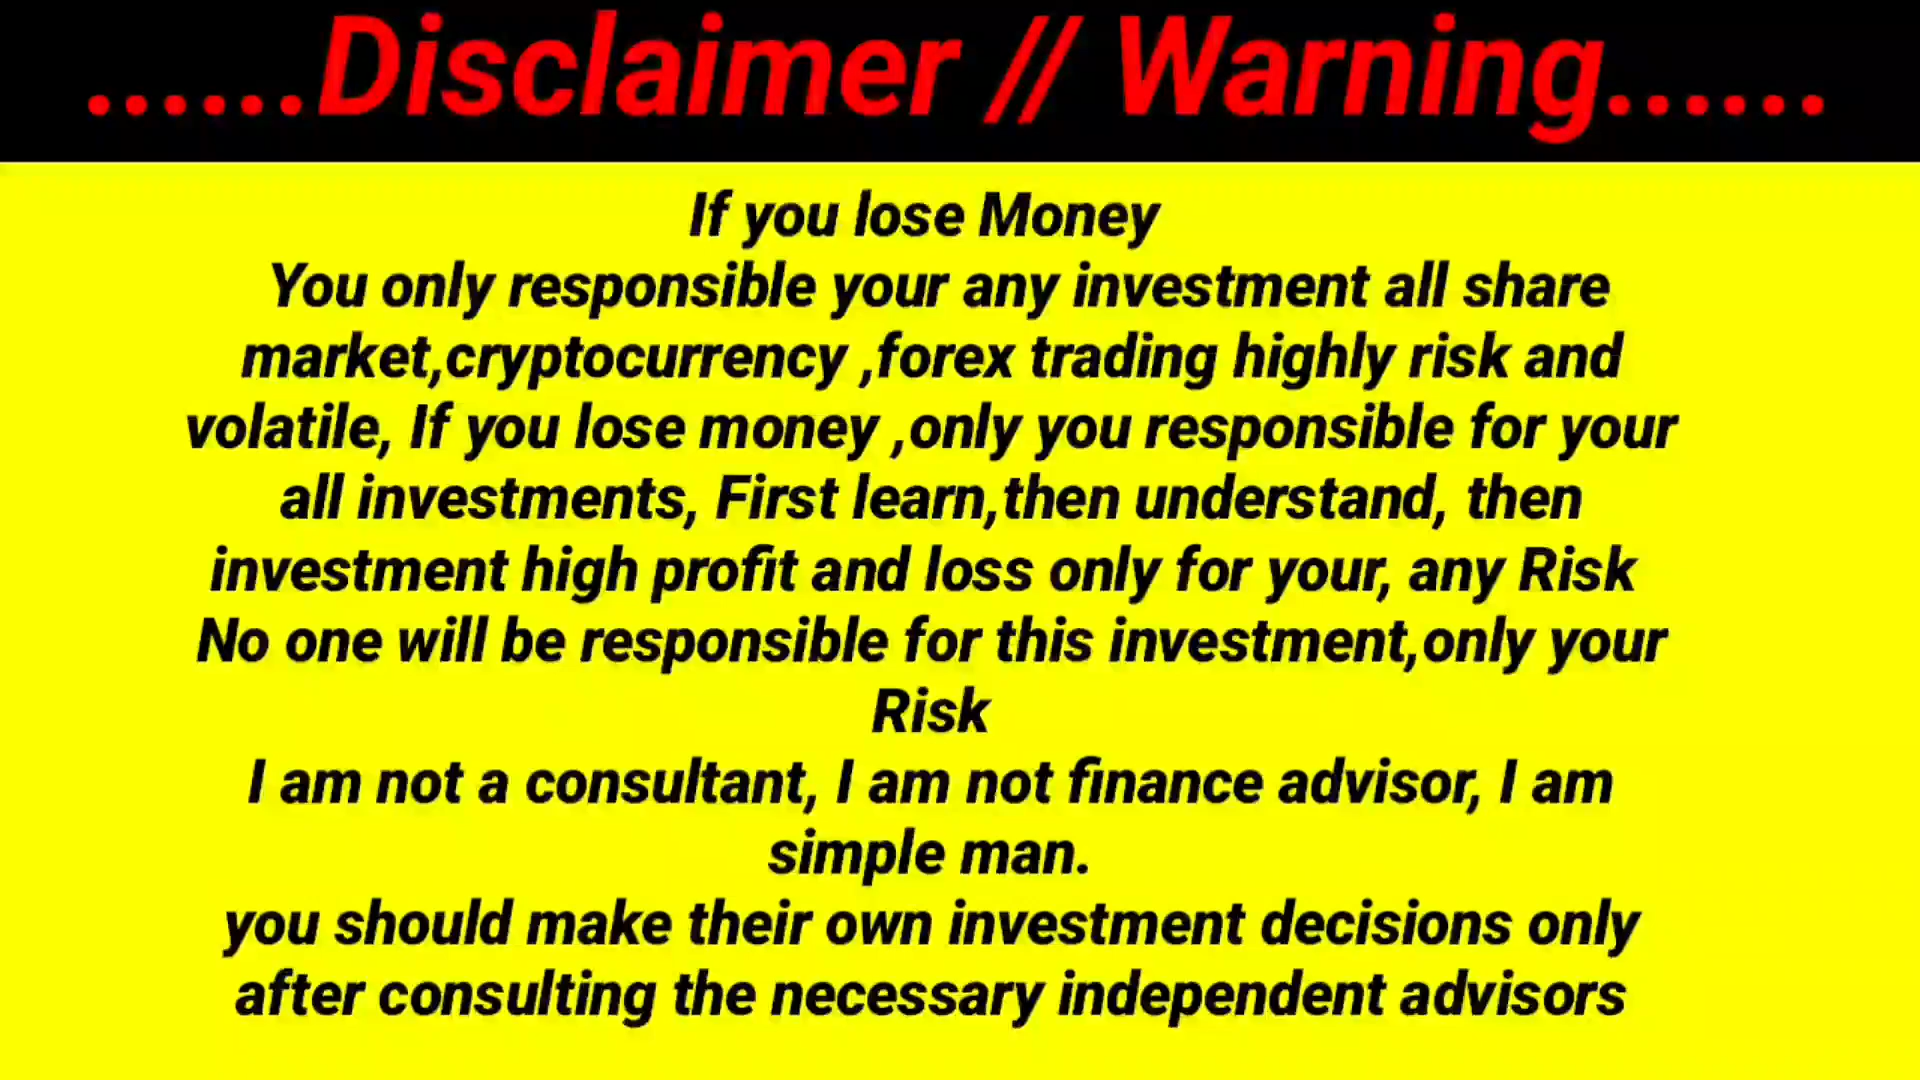 ......Disclaimer // Warning......
If you lose Money
You only responsible your any investment all share
market,cryptocurrency ,forex trading highly risk and
volatile, If you lose money ,only you responsible for your
all investments, First learn,then understand, then
investment high profit and loss only for your, any Risk
No one will be responsible for this investment,only your
Risk
I am not a consultant, I am not finance advisor, I am
simple man.
you should make their own investment decisions only
after consulting the necessary independent advisors